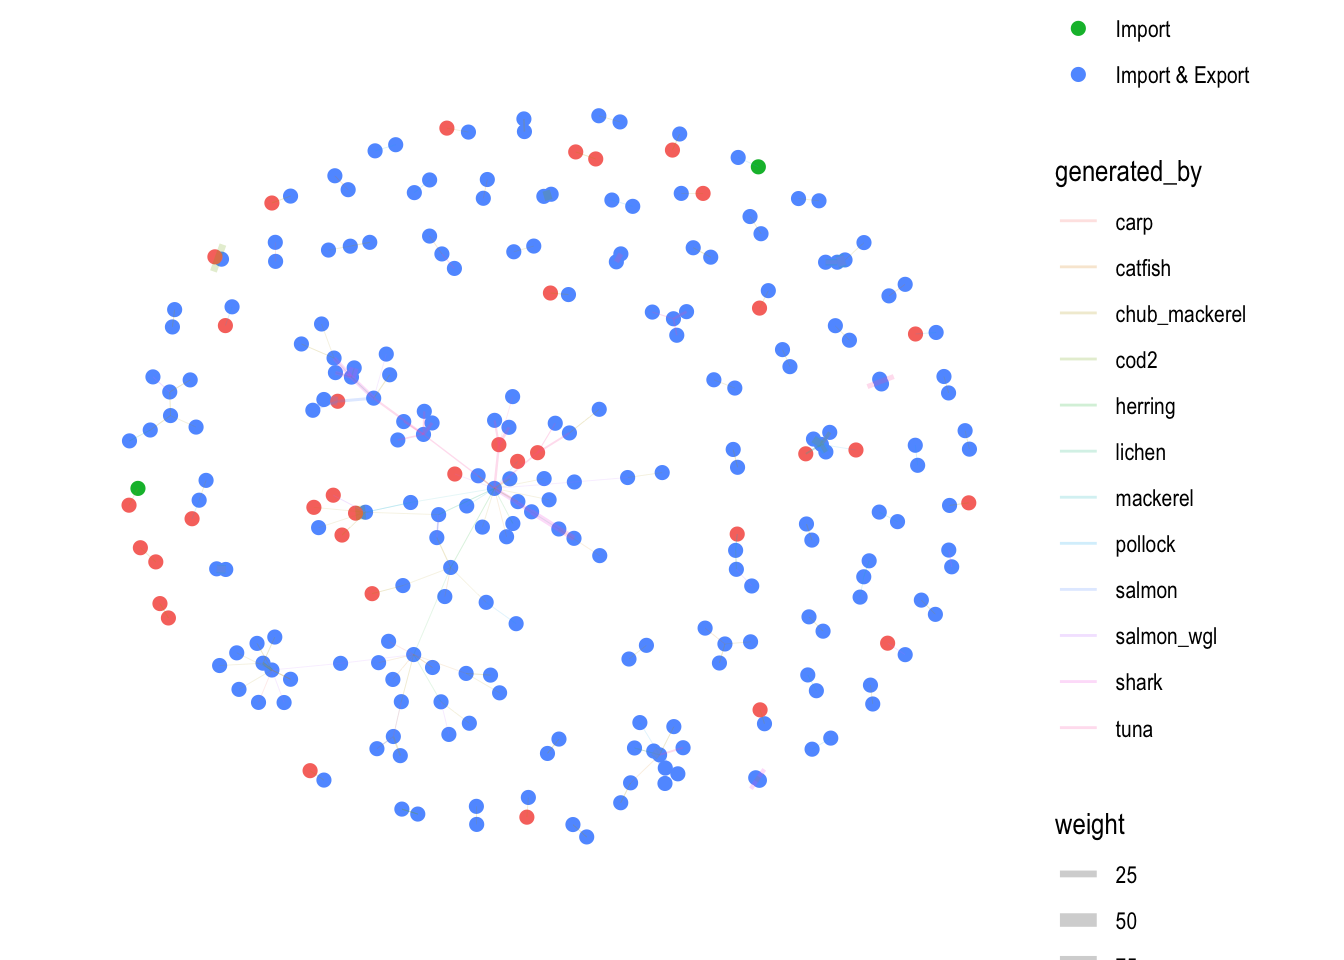 Import
Import & Export
generated_by
carp
catfish
chub_mackerel
cod2
herring
lichen
mackerel
pollock
salmon
salmon_wgl
shark
tuna
weight
25
50